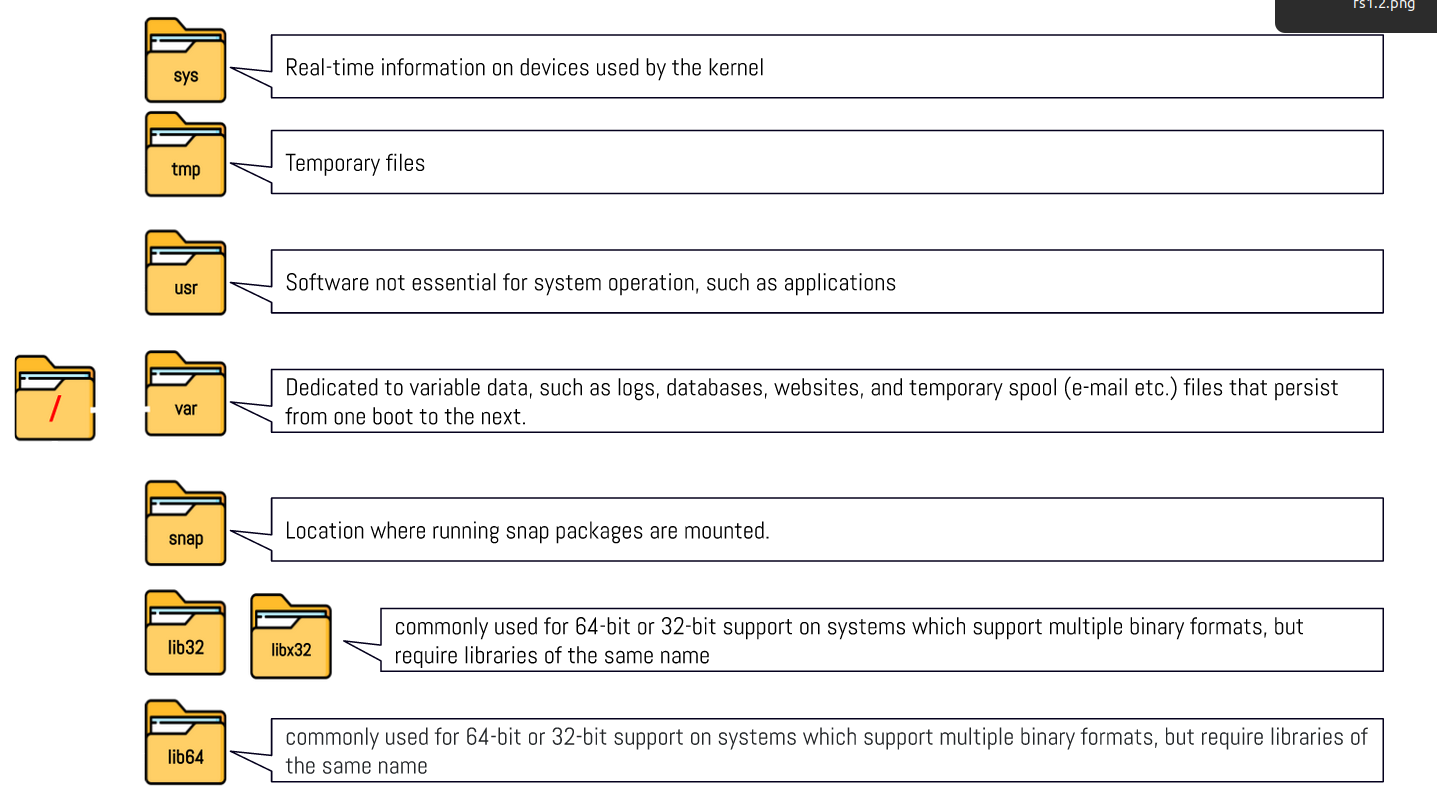 rs1.2.png
sys
Real-time information on devices used by the kernel
tmp
Temporary files
usr
Software not essential for system operation, such as applications
/
var
Dedicated to variable data, such as logs, databases, websites, and temporary spool (e-mail etc.) files that persist
from one boot to the next.
snap
Location where running snap packages are mounted.
lib32
libx32
commonly used for 64-bit or 32-bit support on systems which support multiple binary formats, but
require libraries of the same name
lib64
commonly used for 64-bit or 32-bit support on systems which support multiple binary formats, but require libraries of
the same name